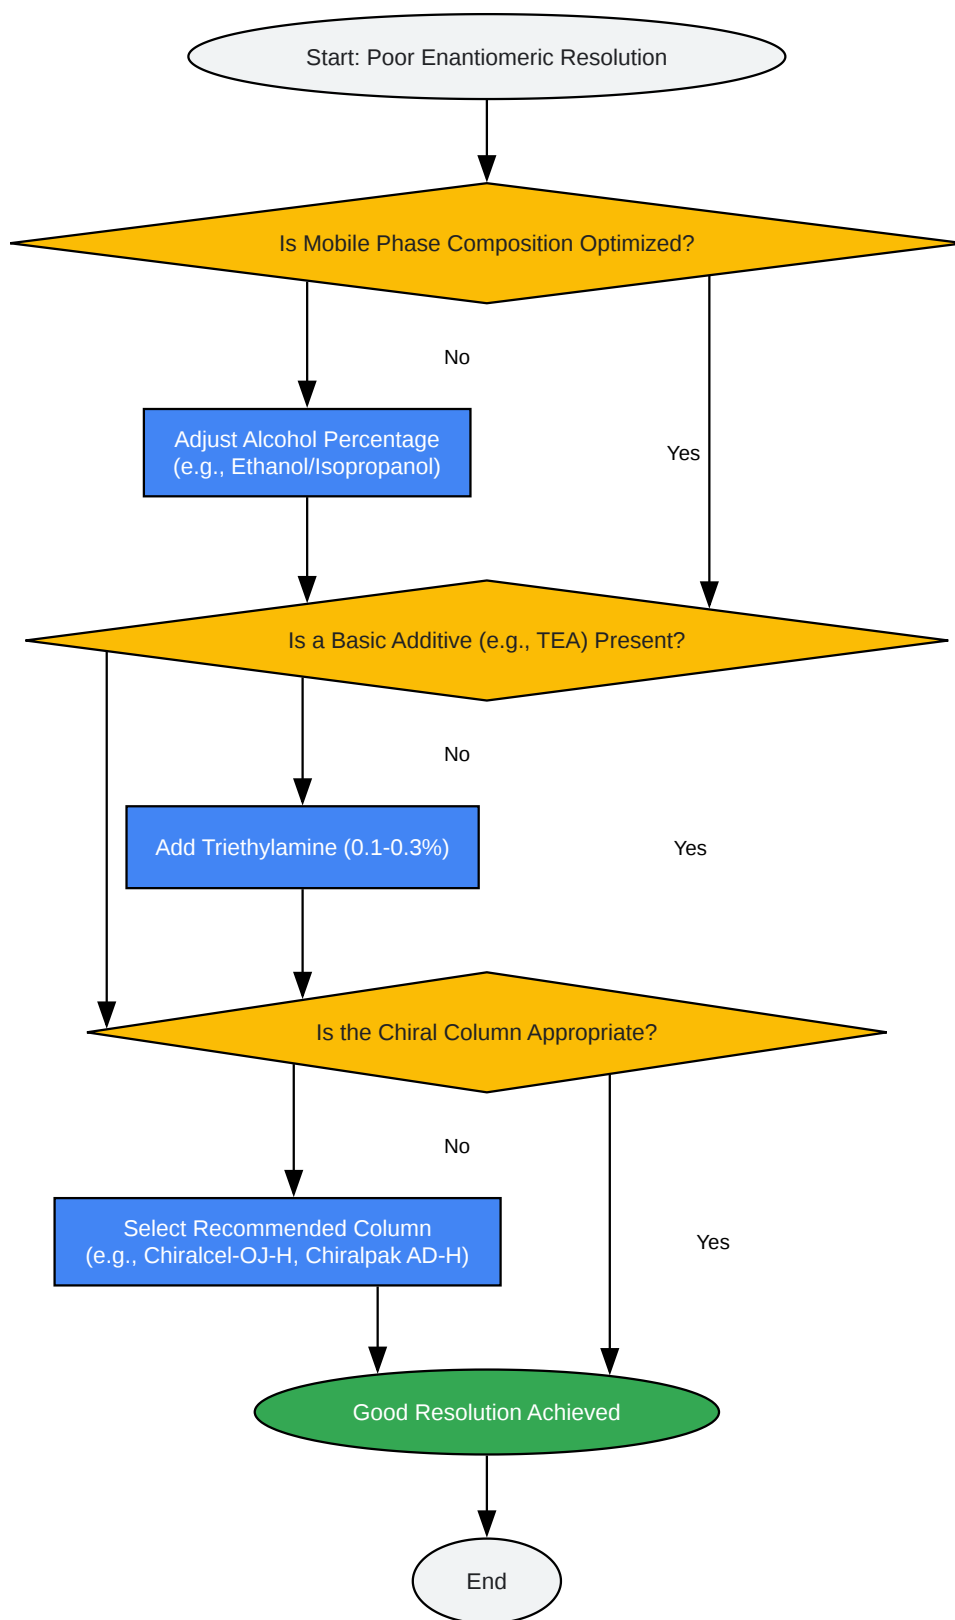 Start: Poor Enantiomeric Resolution
Is Mobile Phase Composition Optimized?
No
Adjust Alcohol Percentage
(e.g., Ethanol/Isopropanol)
Yes
Is a Basic Additive (e.g., TEA) Present?
No
Add Triethylamine (0.1-0.3%)
Yes
Is the Chiral Column Appropriate?
No
Select Recommended Column
(e.g., Chiralcel-OJ-H, Chiralpak AD-H)
Yes
Good Resolution Achieved
End